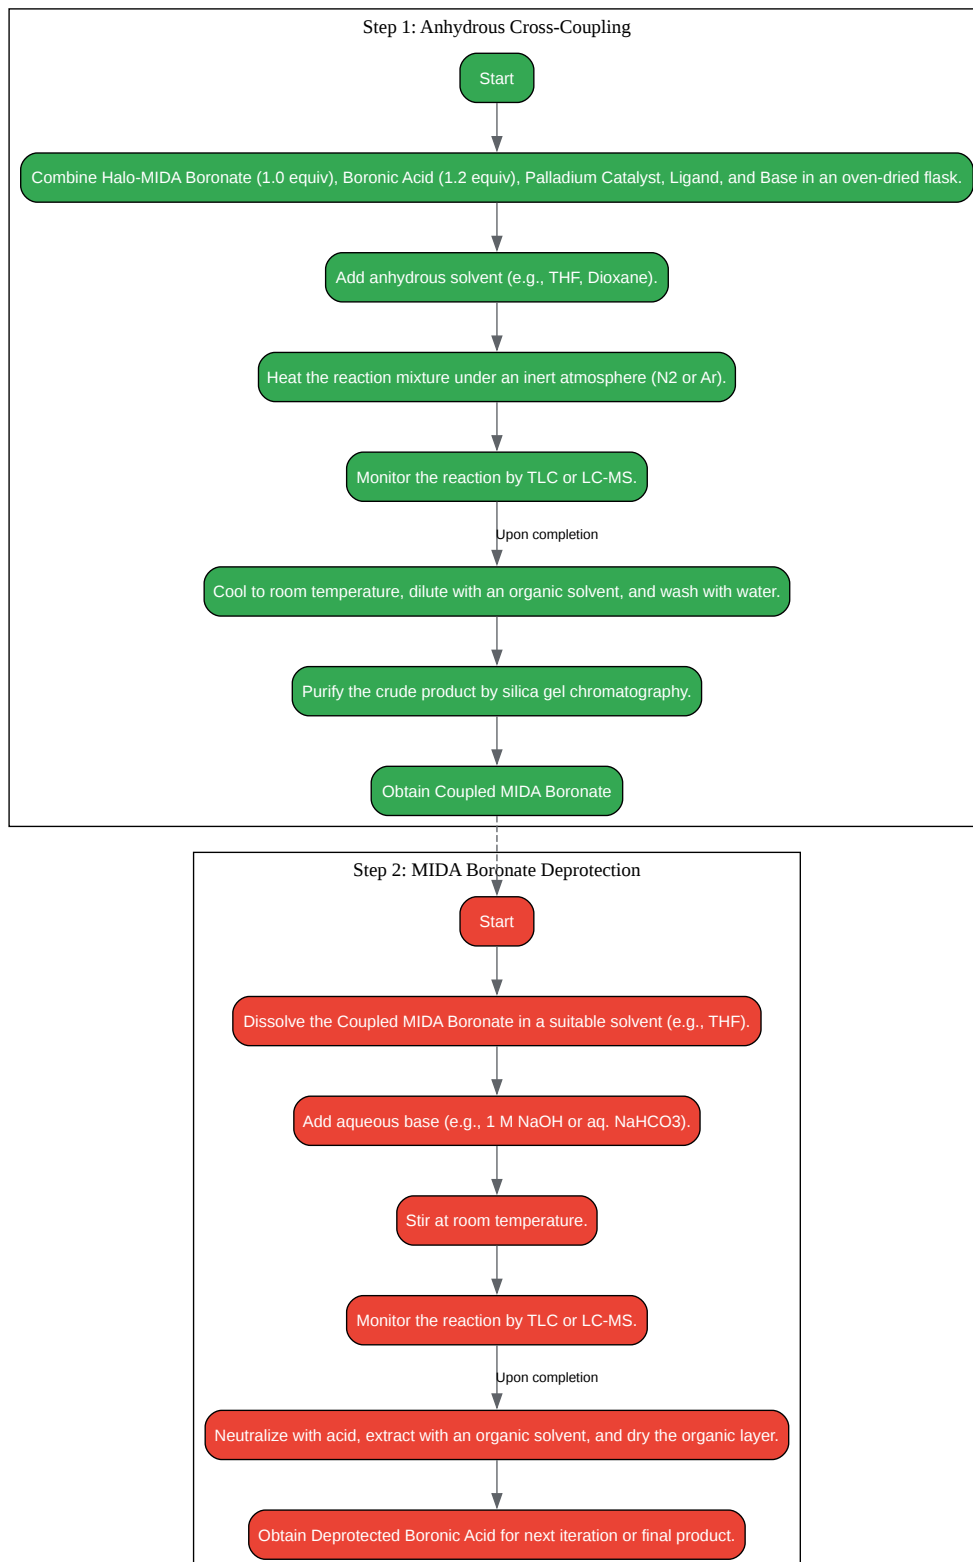 Step 1: Anhydrous Cross-Coupling
Start
Combine Halo-MIDA Boronate (1.0 equiv), Boronic Acid (1.2 equiv), Palladium Catalyst, Ligand, and Base in an oven-dried flask.
Add anhydrous solvent (e.g., THF, Dioxane).
Heat the reaction mixture under an inert atmosphere (N2 or Ar).
Monitor the reaction by TLC or LC-MS.
Upon completion
Cool to room temperature, dilute with an organic solvent, and wash with water.
Purify the crude product by silica gel chromatography.
Obtain Coupled MIDA Boronate
Step 2: MIDA Boronate Deprotection
Start
Dissolve the Coupled MIDA Boronate in a suitable solvent (e.g., THF).
Add aqueous base (e.g., 1 M NaOH or aq. NaHCO3).
Stir at room temperature.
Monitor the reaction by TLC or LC-MS.
Upon completion
Neutralize with acid, extract with an organic solvent, and dry the organic layer.
Obtain Deprotected Boronic Acid for next iteration or final product.